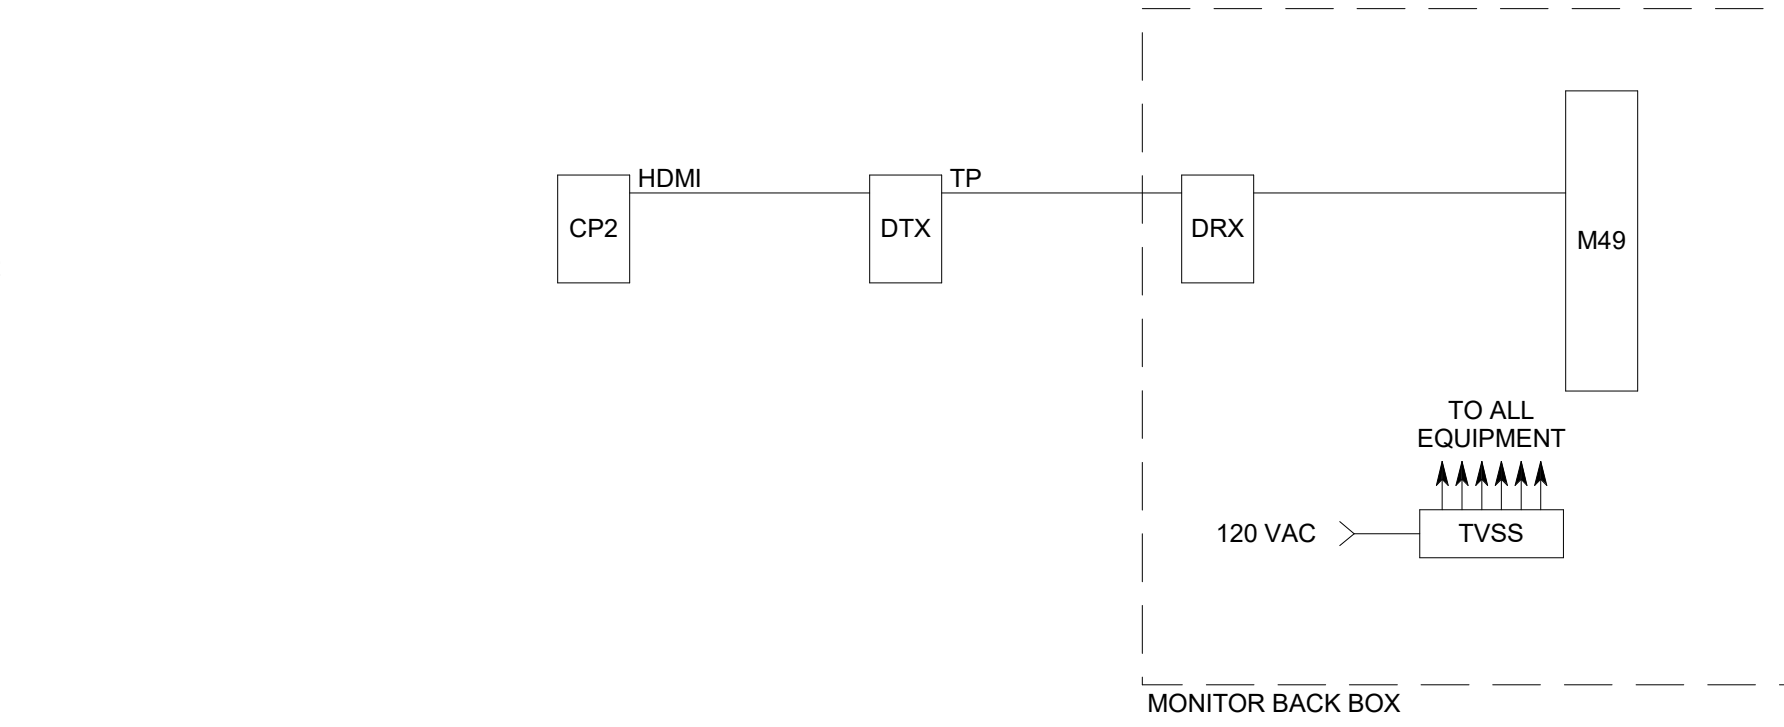 HDMI
TP
CP2
DTX
DRX
M49
TO ALL
EQUIPMENT
120 VAC
TVSS
MONITOR BACK BOX